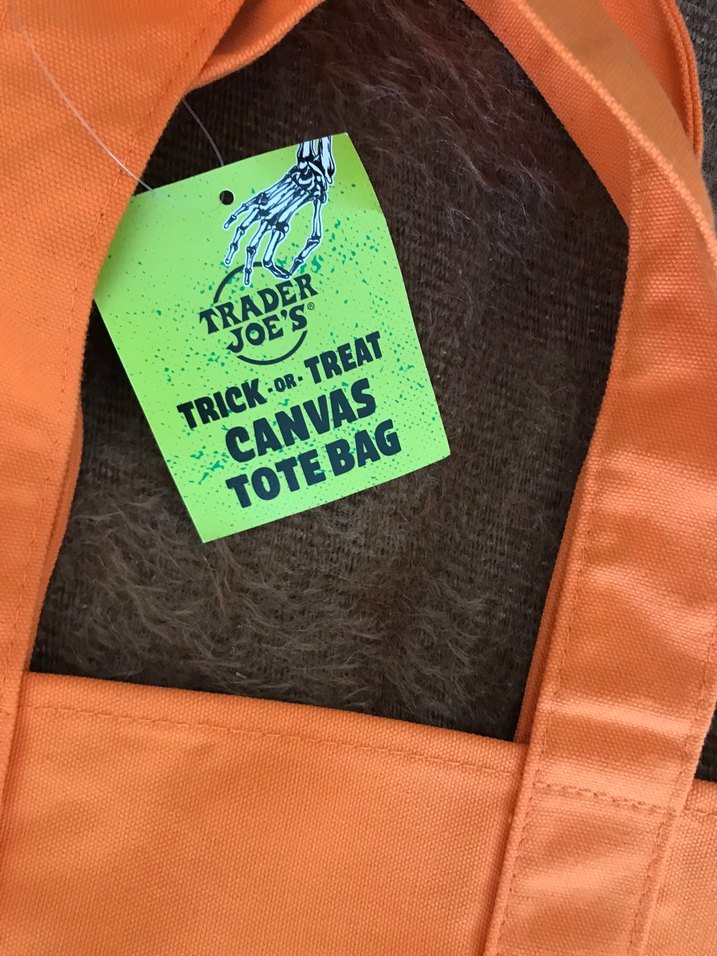 TRADER
JOE'S®
TRICK-OR-TREAT
CANVAS
TOTE BAG